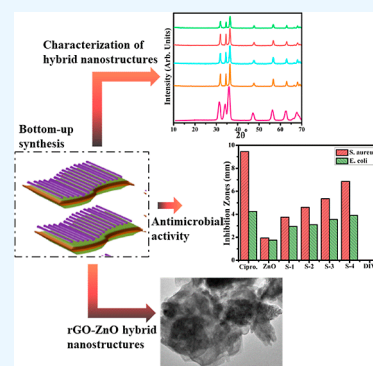 Characterization of
hybrid nanostructures
Intensity (Arb. Units)
10 20 30 40 50 60 70
2θ°
Bottom-up
synthesis
Antimicrobial
activity
Inhibition Zones (mm)
10
8
6
4
2
0
S. aureus
E. coli
Cipro. ZnO S-1 S-2 S-3 S-4 DIW
rGO-ZnO hybrid
nanostructures